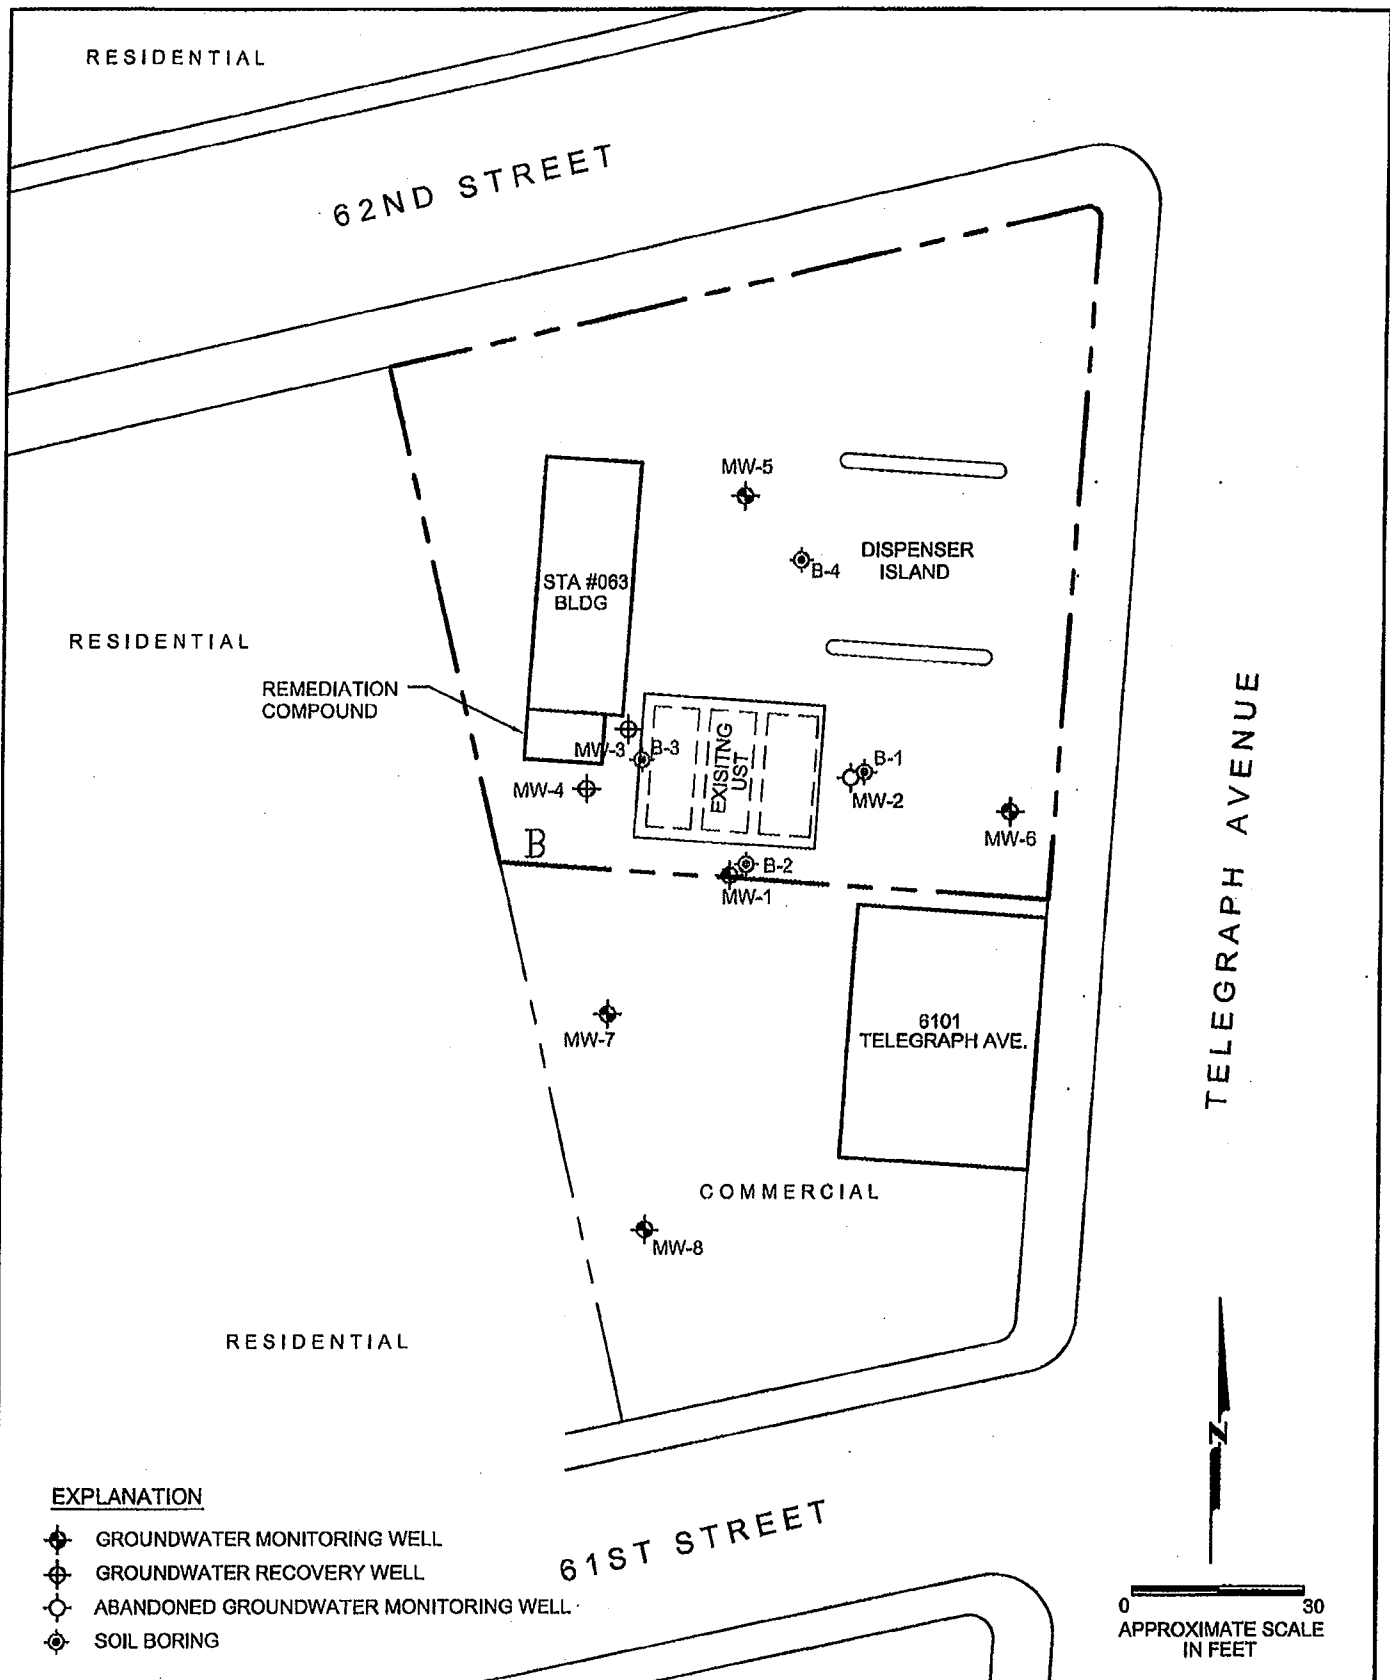 RESIDENTIAL
62ND STREET
MW-5
DISPENSER
ISLAND
B-4
STA #063
BLDG
RESIDENTIAL
REMEDIATION
COMPOUND
TELEGRAPH AVENUE
MW-3
B-3
EXISITNG
UST
B-1
MW-4
MW-2
MW-6
B
B-2
MW-1
6101
TELEGRAPH AVE.
MW-7
COMMERCIAL
MW-8
RESIDENTIAL
N
EXPLANATION
GROUNDWATER MONITORING WELL
GROUNDWATER RECOVERY WELL
ABANDONED GROUNDWATER MONITORING WELL
SOIL BORING
61ST STREET
0 30
APPROXIMATE SCALE
IN FEET